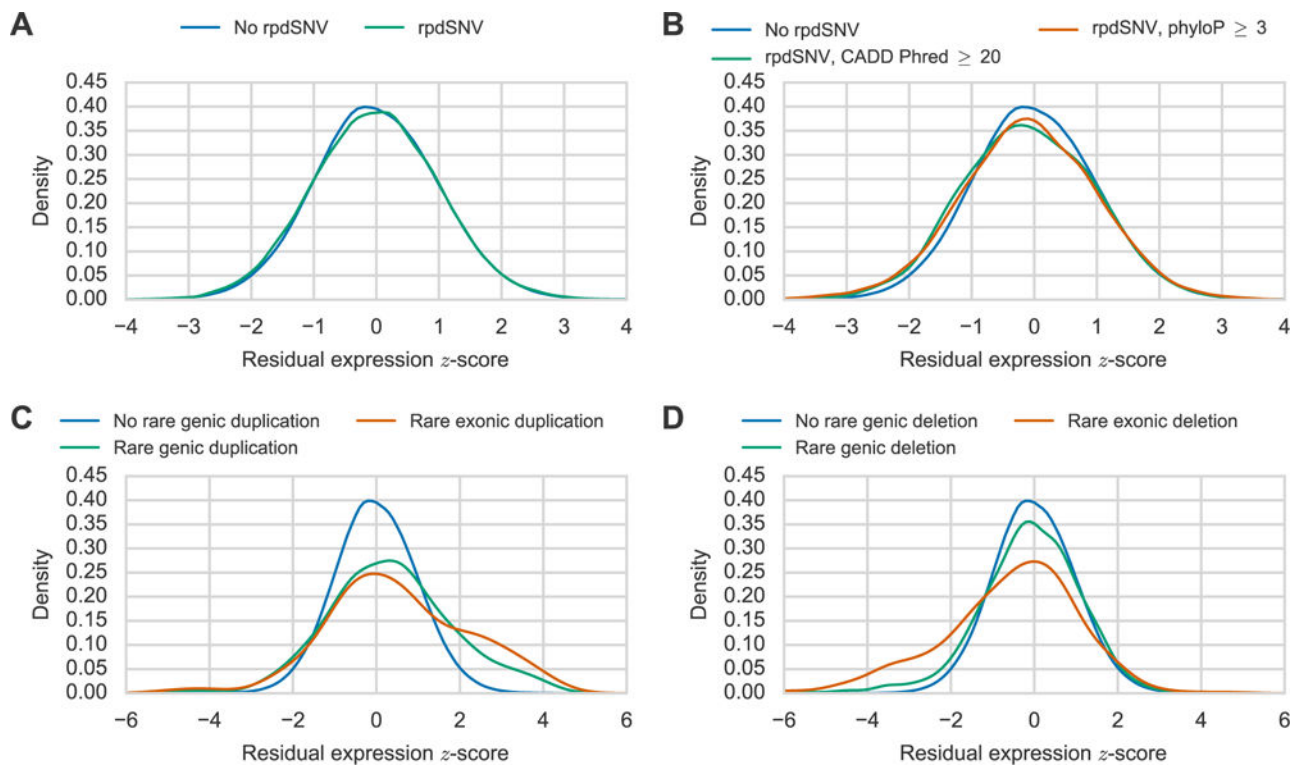 A
No rpdSNV
rpdSNV
0.45
0.40
0.35
0.30
0.25
0.20
0.15
0.10
0.05
0.00
Density
−4 −3 −2 −1 0 1 2 3 4
Residual expression z-score
B
No rpdSNV
rpdSNV, phyloP ≥ 3
rpdSNV, CADD Phred ≥ 20
0.45
0.40
0.35
0.30
0.25
0.20
0.15
0.10
0.05
0.00
Density
−4 −3 −2 −1 0 1 2 3 4
Residual expression z-score
C
No rare genic duplication
Rare exonic duplication
Rare genic duplication
0.45
0.40
0.35
0.30
0.25
0.20
0.15
0.10
0.05
0.00
Density
−6 −4 −2 0 2 4 6
Residual expression z-score
D
No rare genic deletion
Rare exonic deletion
Rare genic deletion
0.45
0.40
0.35
0.30
0.25
0.20
0.15
0.10
0.05
0.00
Density
−6 −4 −2 0 2 4 6
Residual expression z-score